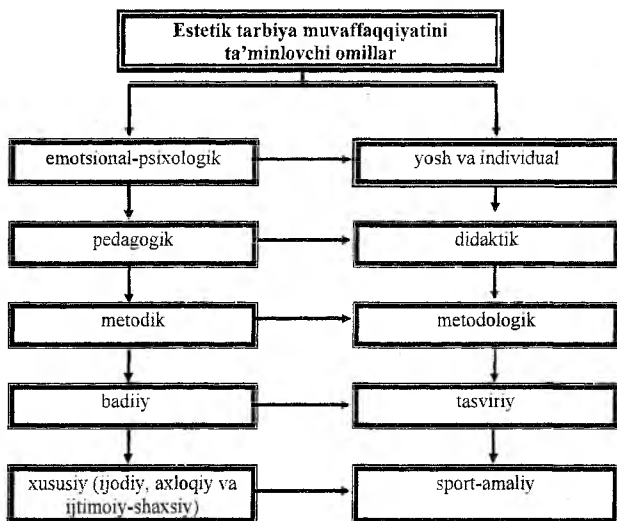 Estetik tarbiya muvaffaqqiyatini
ta’minlovchi omillar
emotsional-psixologik
yosh va individual
pedagogik
didaktik
metodik
metodologik
badiiy
tasviriy
xususiy (ijodiy, axloqiy va
ijtimoiy-shaxsiy)
sport-amaliy